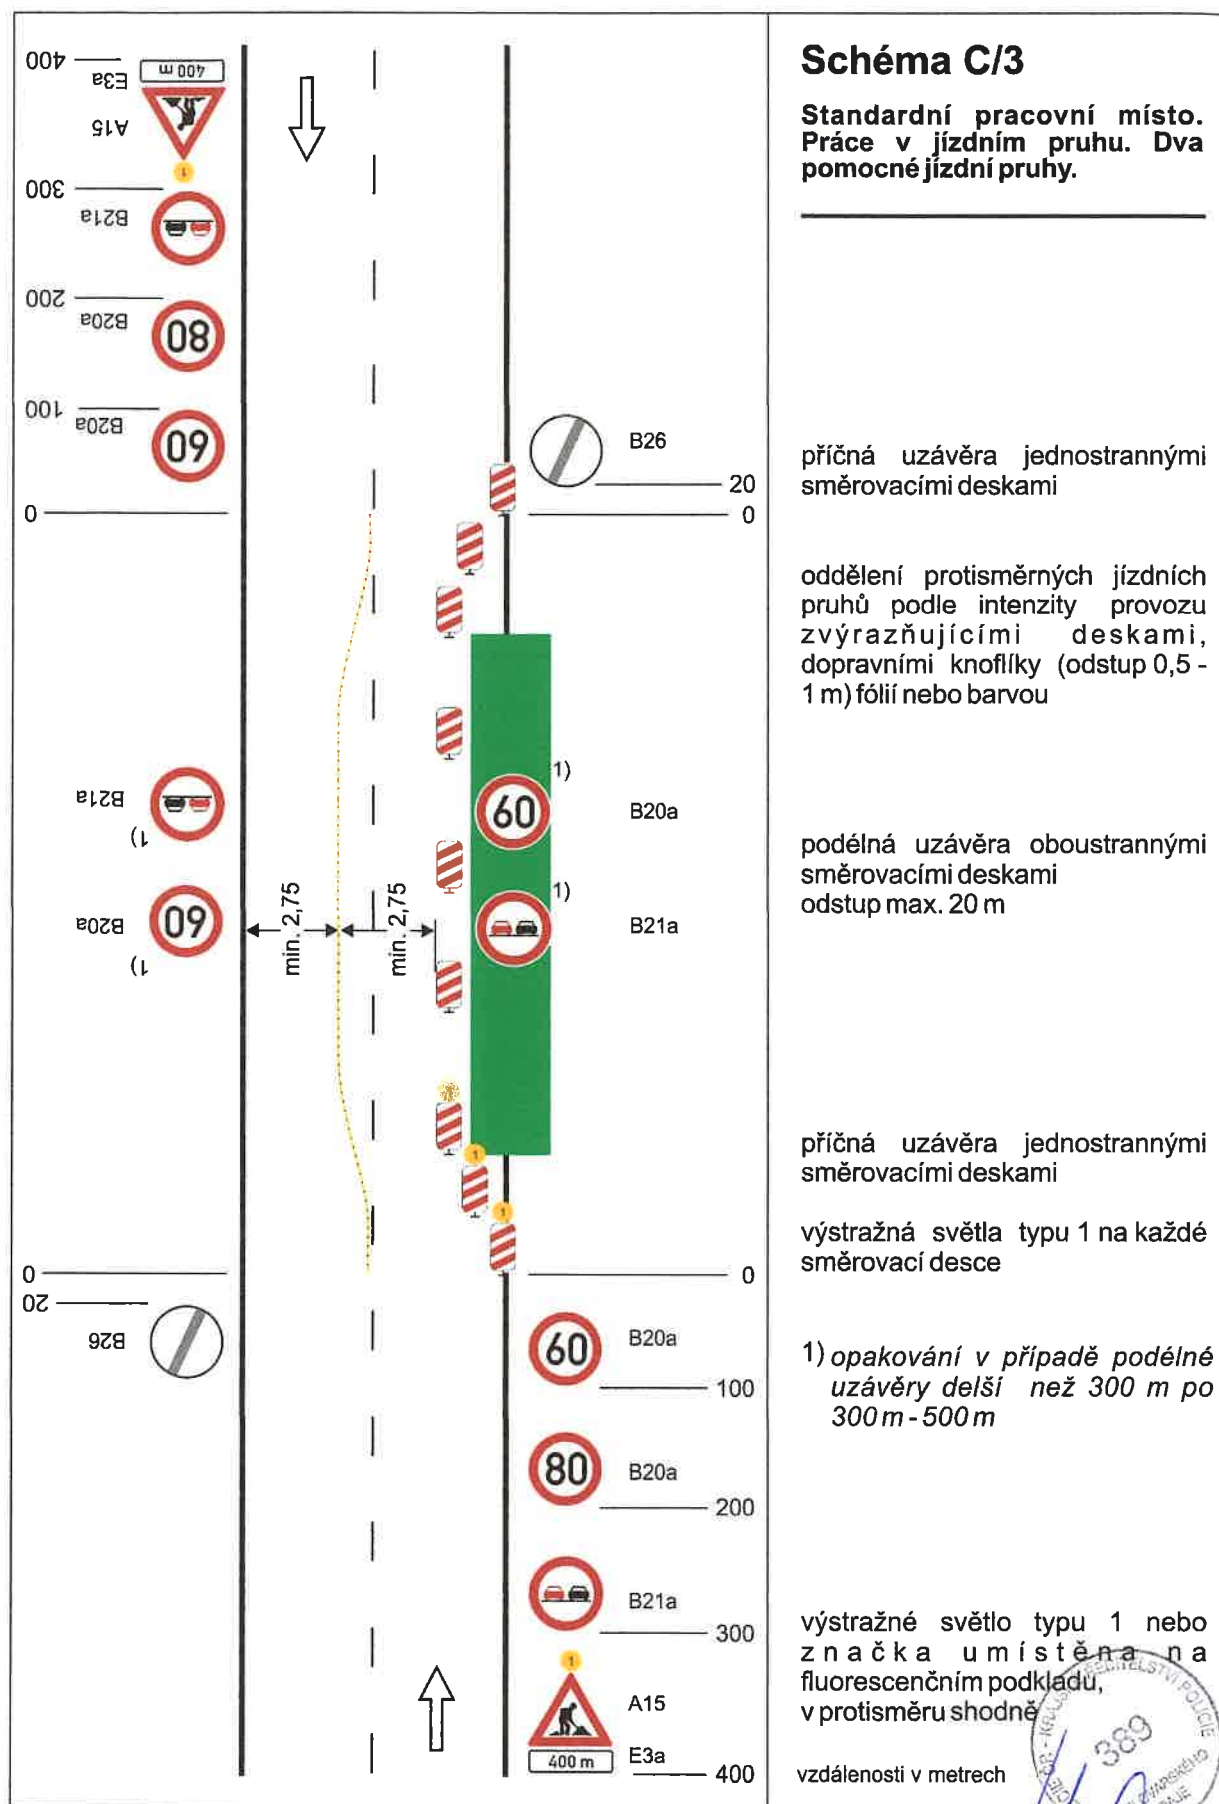 Schéma C/3
Standardní pracovní místo.
Práce v jízdním pruhu. Dva
pomocné jízdní pruhy.
400
E3a
400 m
A15
1
300
B21a
200
B20a
80
100
B20a
60
0
B26
20
0
příčná uzávěra jednostrannými
směrovacími deskami
oddělení protisměrných jízdních
pruhů podle intenzity provozu
zvýrazňujícími deskami,
dopravními knoflíky (odstup 0,5 -
1 m) fólií nebo barvou
B21a
1)
60
1)
B20a
podélná uzávěra oboustrannými
směrovacími deskami
odstup max. 20 m
B20a
60
1)
min. 2,75
min. 2,75
1)
B21a
1
1
příčná uzávěra jednostrannými
směrovacími deskami
výstražná světla typu 1 na každé
směrovací desce
0
0
20
B26
60
B20a
100
1) opakování v případě podélné
uzávěry delší než 300 m po
300 m - 500 m
80
B20a
200
B21a
300
1
A15
400 m
E3a
400
výstražné světlo typu 1 nebo
značka umístěna na
fluorescenčním podkladu,
v protisměru shodně
vzdálenosti v metrech
389